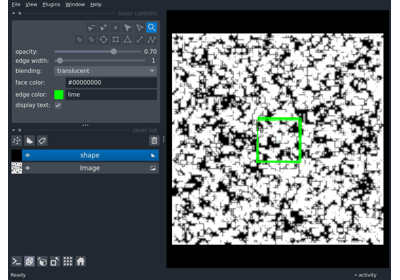 File View Plugins Window Help
layer controls
opacity: 0.70
edge width: 1
blending: translucent
face color: #00000000
edge color: lime
display text:
layer list
shape
Image
Ready
activity